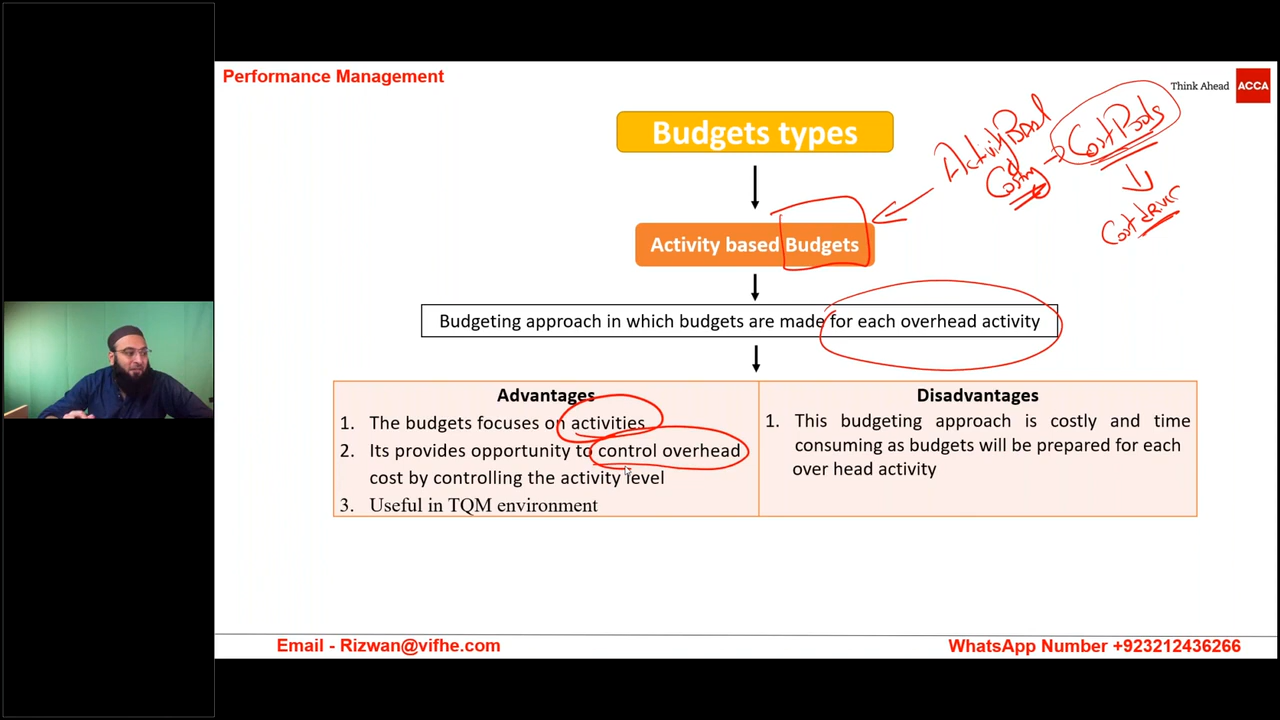 Performance Management
Think Ahead ACCA
Budgets types
Activity Based
Costing → Cost Pools
Cost driver
Activity based Budgets
Budgeting approach in which budgets are made for each overhead activity
Advantages
1. The budgets focuses on activities
2. Its provides opportunity to control overhead
cost by controlling the activity level
3. Useful in TQM environment
Disadvantages
1. This budgeting approach is costly and time
consuming as budgets will be prepared for each
over head activity
Email - Rizwan@vifhe.com
WhatsApp Number +923212436266